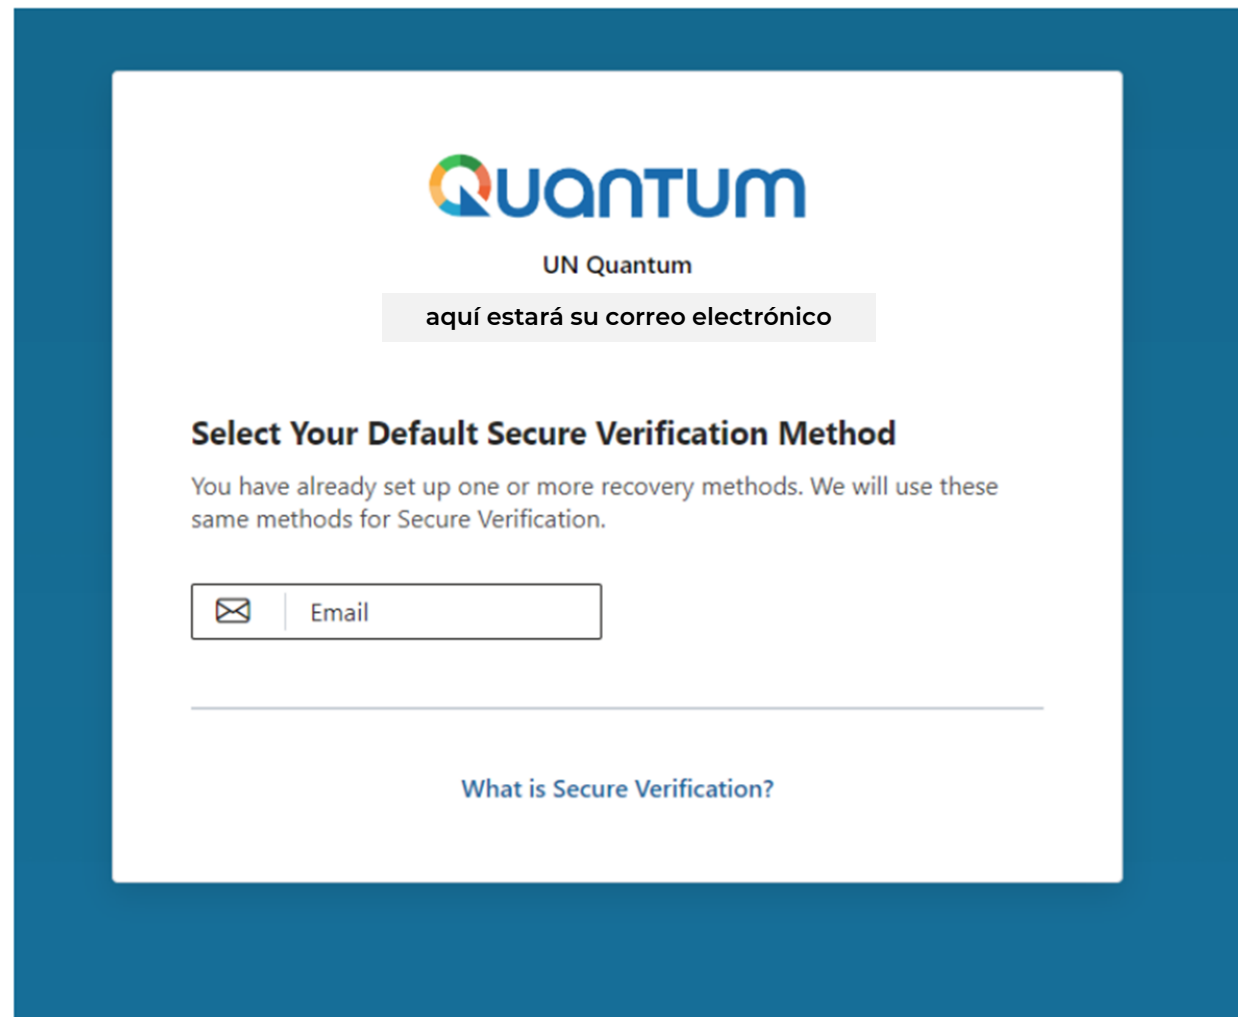 Quantum
UN Quantum
aquí estará su correo electrónico
Select Your Default Secure Verification Method
You have already set up one or more recovery methods. We will use these
same methods for Secure Verification.
Email
What is Secure Verification?